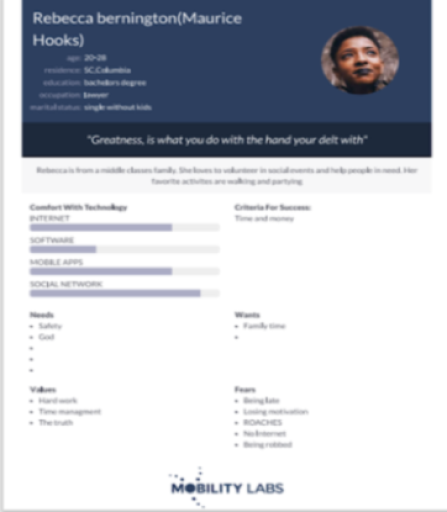 Rebecca bernington(Maurice
Hooks)
age: 20-28
residence: SC,Columbia
education: bachelors degree
occupation: Lawyer
marital status: single without kids
"Greatness, is what you do with the hand your delt with"
Rebecca is from a middle classes family. She loves to volunteer in social events and help people in need. Her
favorite activites are walking and partying.
Comfort With Technology
INTERNET
SOFTWARE
MOBILE APPS
SOCIAL NETWORK
Criteria For Success:
Time and money
Needs
• Safety
• God
•
•
•
Wants
• Family time
•
Values
• Hard work
• Time managment
• The truth
Fears
• Being late
• Losing motivation
• ROACHES
• No Internet
• Being robbed
MOBILITY LABS